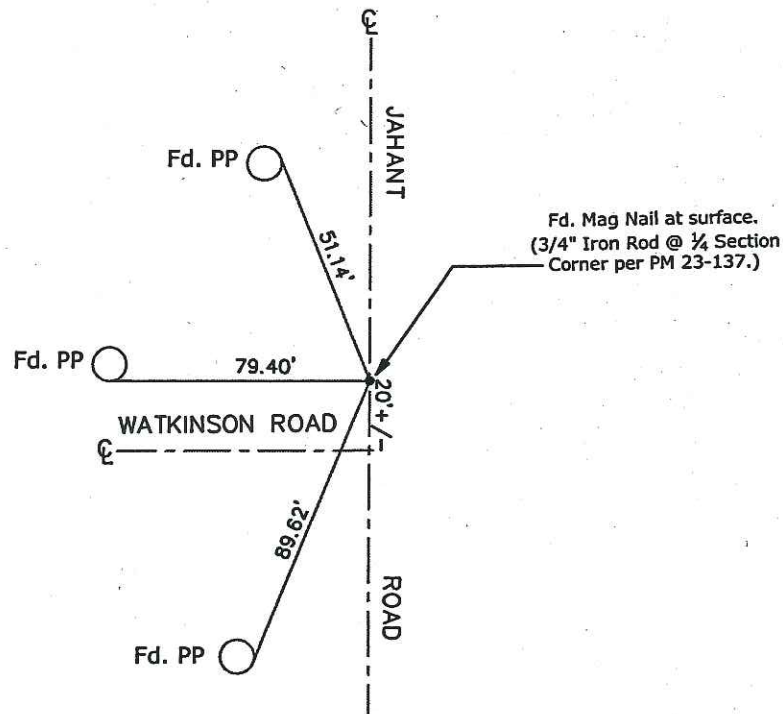 ℄
JAHANT
Fd. PP
51.14'
Fd. Mag Nail at surface.
(3/4" Iron Rod @ ¼ Section
Corner per PM 23-137.)
Fd. PP
79.40'
20'+/-
WATKINSON ROAD
℄
89.62'
ROAD
Fd. PP